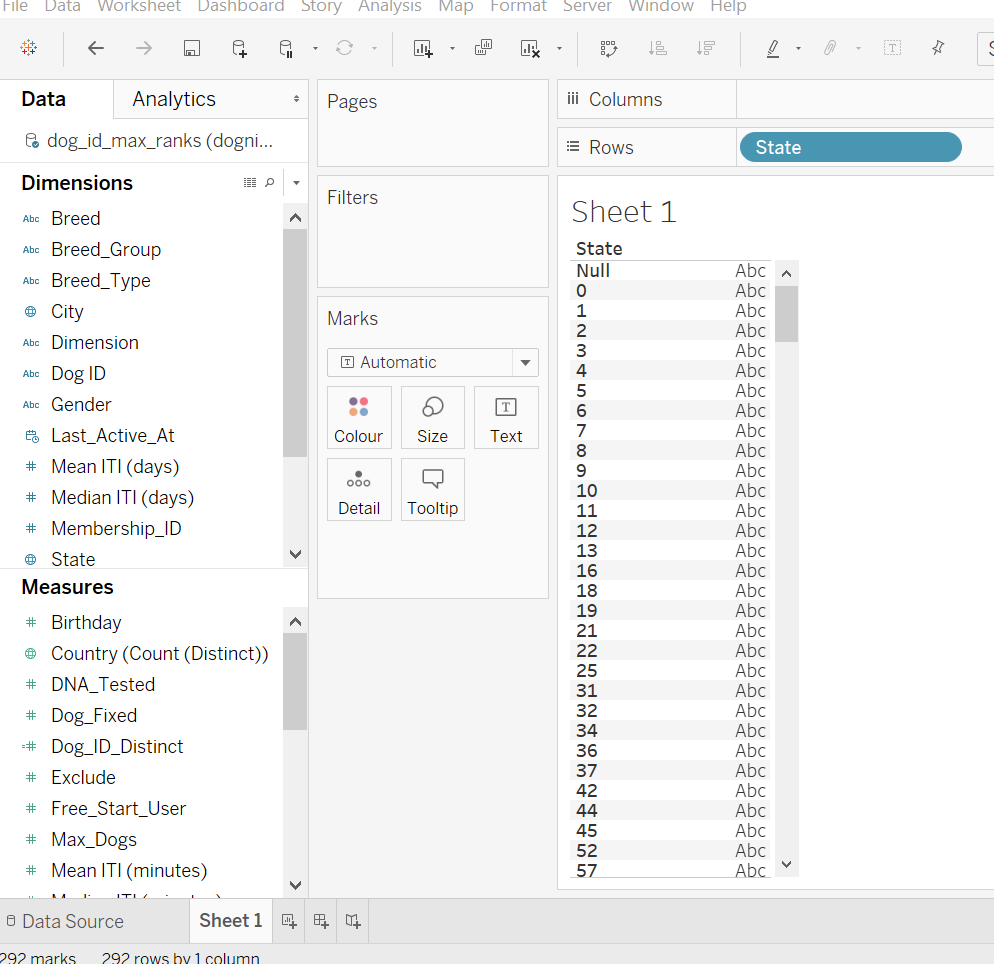 File Data Worksheet Dashboard Story Analysis Map Format Server Window Help
Data Analytics
dog_id_max_ranks (dogni...
Dimensions
Abc Breed
Abc Breed_Group
Abc Breed_Type
City
Abc Dimension
Abc Dog ID
Abc Gender
Last_Active_At
# Mean ITI (days)
# Median ITI (days)
# Membership_ID
State
Measures
# Birthday
Country (Count (Distinct))
# DNA_Tested
# Dog_Fixed
=# Dog_ID_Distinct
# Exclude
# Free_Start_User
# Max_Dogs
# Mean ITI (minutes)
Pages
Filters
Marks
T Automatic
Colour Size Text
Detail Tooltip
Columns
Rows State
Sheet 1
State
Null Abc
0 Abc
1 Abc
2 Abc
3 Abc
4 Abc
5 Abc
6 Abc
7 Abc
8 Abc
9 Abc
10 Abc
11 Abc
12 Abc
13 Abc
16 Abc
18 Abc
19 Abc
21 Abc
22 Abc
25 Abc
31 Abc
32 Abc
34 Abc
36 Abc
37 Abc
42 Abc
44 Abc
45 Abc
52 Abc
57 Abc
Data Source Sheet 1
292 marks 292 rows by 1 column